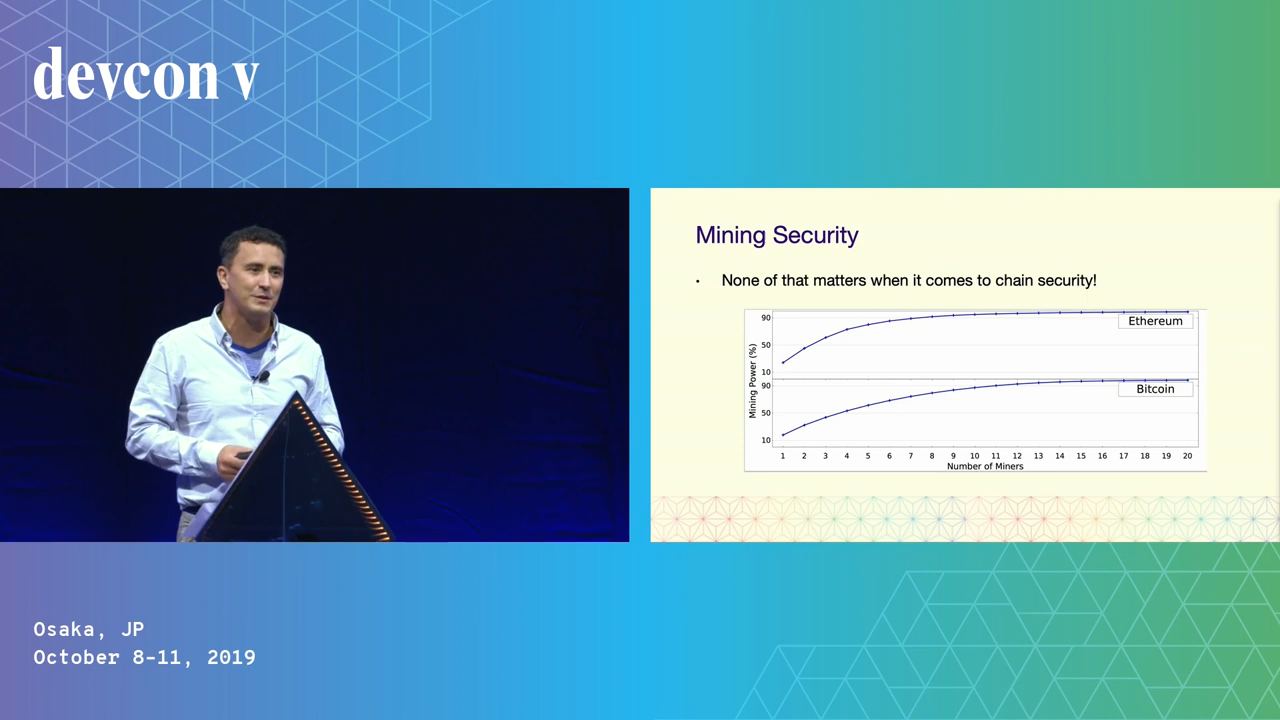 devcon v
Mining Security
• None of that matters when it comes to chain security!
Ethereum
90
50
10
Bitcoin
90
50
10
Mining Power (%)
1 2 3 4 5 6 7 8 9 10 11 12 13 14 15 16 17 18 19 20
Number of Miners
Osaka, JP
October 8-11, 2019